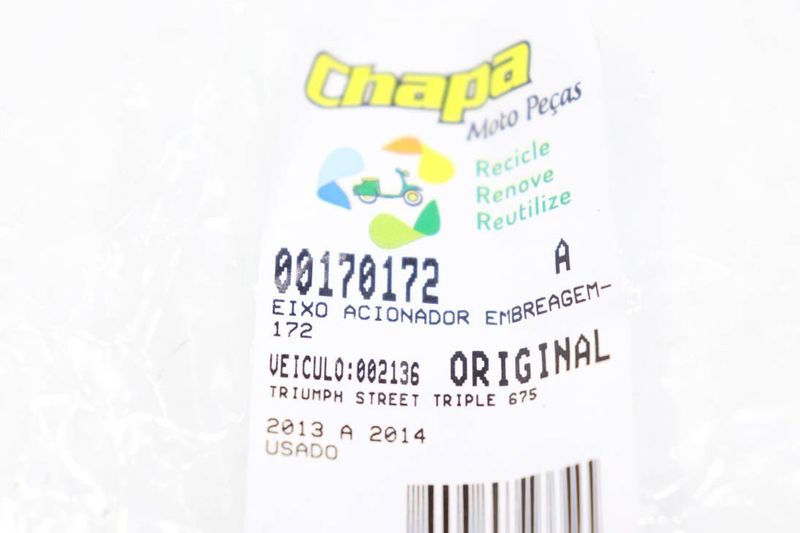 Chapa
Moto Peças
Recicle
Renove
Reutilize
00170172 A
EIXO ACIONADOR EMBREAGEM-
172
VEICULO:002136 ORIGINAL
TRIUMPH STREET TRIPLE 675
2013 A 2014
USADO